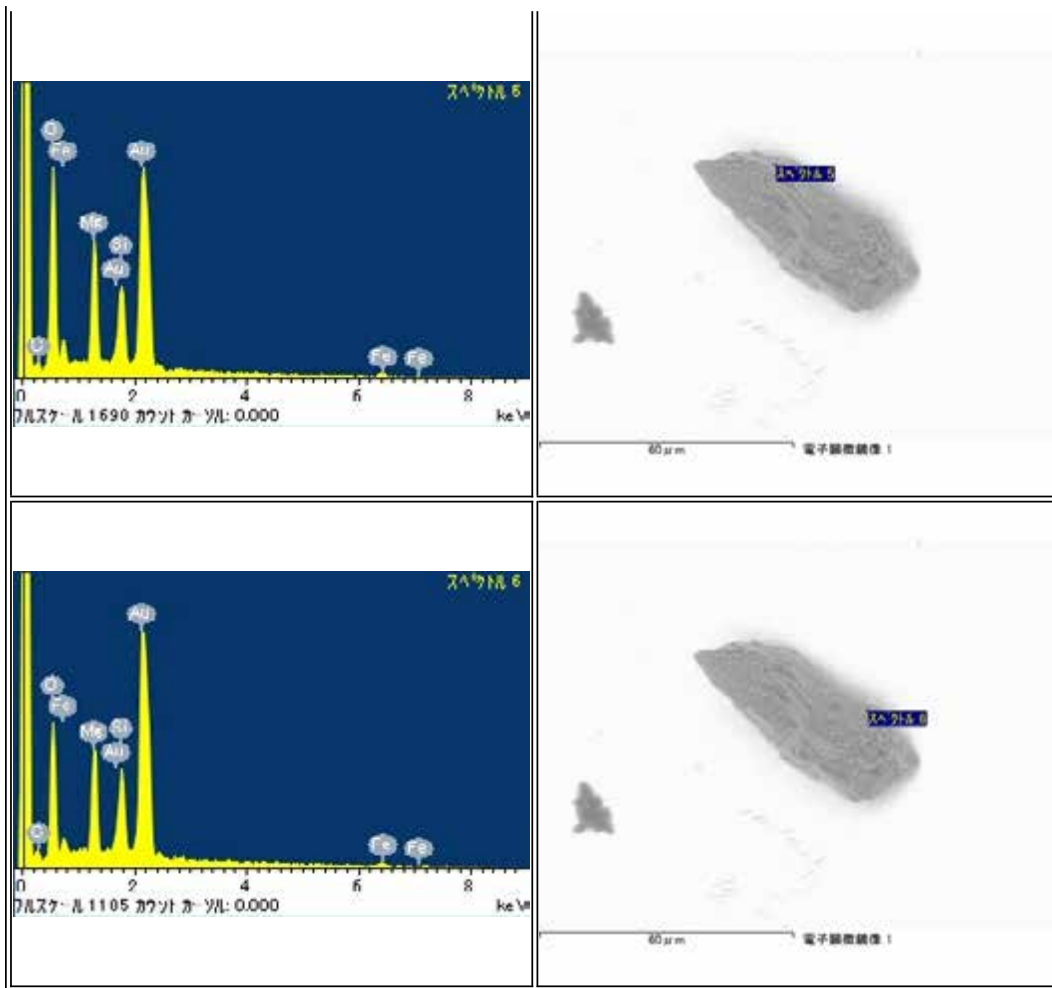 スペクトル 5
O
Fe
Au
Mg
Si
Au
C
Fe
Fe
0
2
4
6
8
フルスケール 1690 カウント カーソル: 0.000
keV
スペクトル 5
60μm
電子顕微鏡像 1
スペクトル 6
Au
O
Fe
Mg
Si
Au
C
Fe
Fe
0
2
4
6
8
フルスケール 1105 カウント カーソル: 0.000
keV
スペクトル 6
60μm
電子顕微鏡像 1